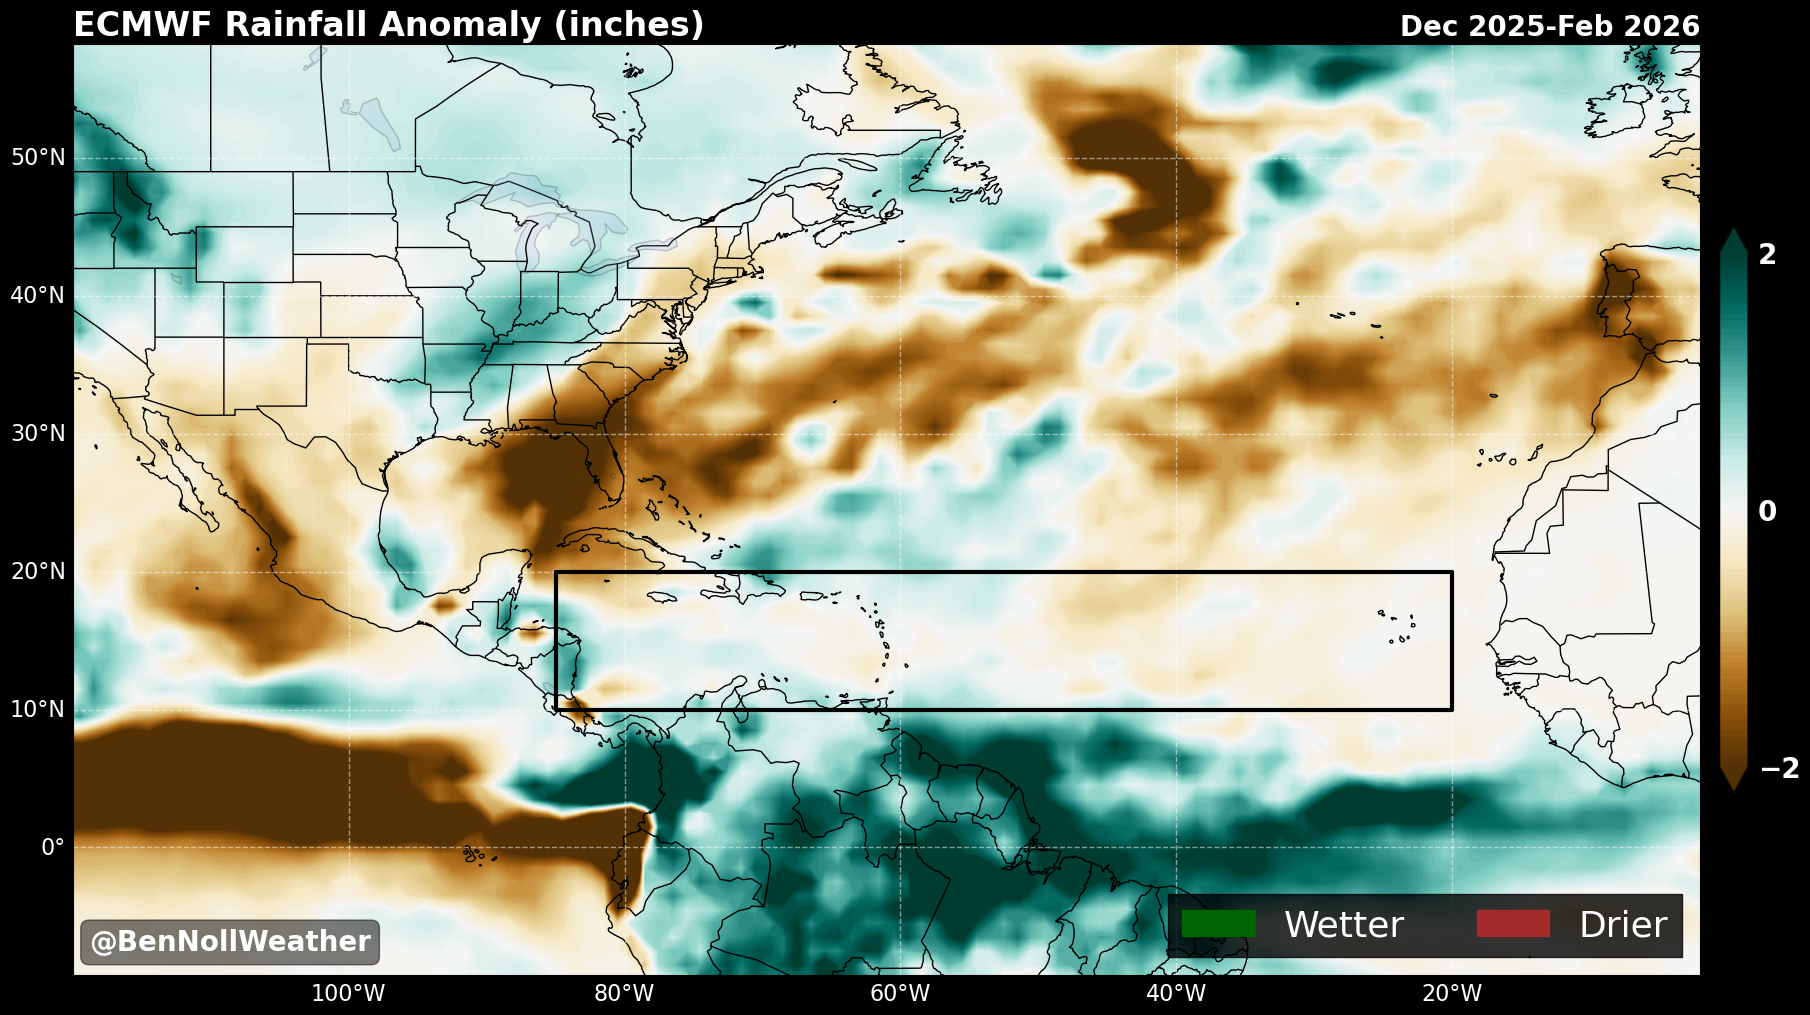 ECMWF Rainfall Anomaly (inches)
Dec 2025-Feb 2026
50°N
40°N
30°N
20°N
10°N
0°
100°W
80°W
60°W
40°W
20°W
2
0
−2
@BenNollWeather
Wetter
Drier